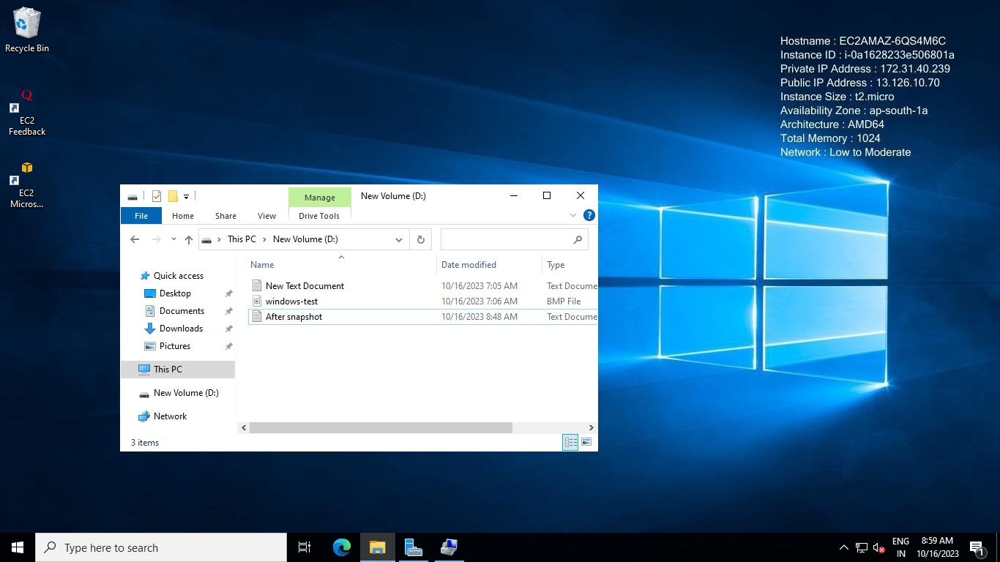 Recycle Bin
EC2
Feedback
EC2
Micros...
Hostname : EC2AMAZ-6QS4M6C
Instance ID : i-0a1628233e506801a
Private IP Address : 172.31.40.239
Public IP Address : 13.126.10.70
Instance Size : t2.micro
Availability Zone : ap-south-1a
Architecture : AMD64
Total Memory : 1024
Network : Low to Moderate
Manage New Volume (D:)
File Home Share View Drive Tools
This PC New Volume (D:)
Name Date modified Type
Quick access
Desktop
Documents
Downloads
Pictures
This PC
New Volume (D:)
Network
New Text Document 10/16/2023 7:05 AM Text Docume
windows-test 10/16/2023 7:06 AM BMP File
After snapshot 10/16/2023 8:48 AM Text Docume
3 items
Type here to search
ENG
IN
8:59 AM
10/16/2023
1